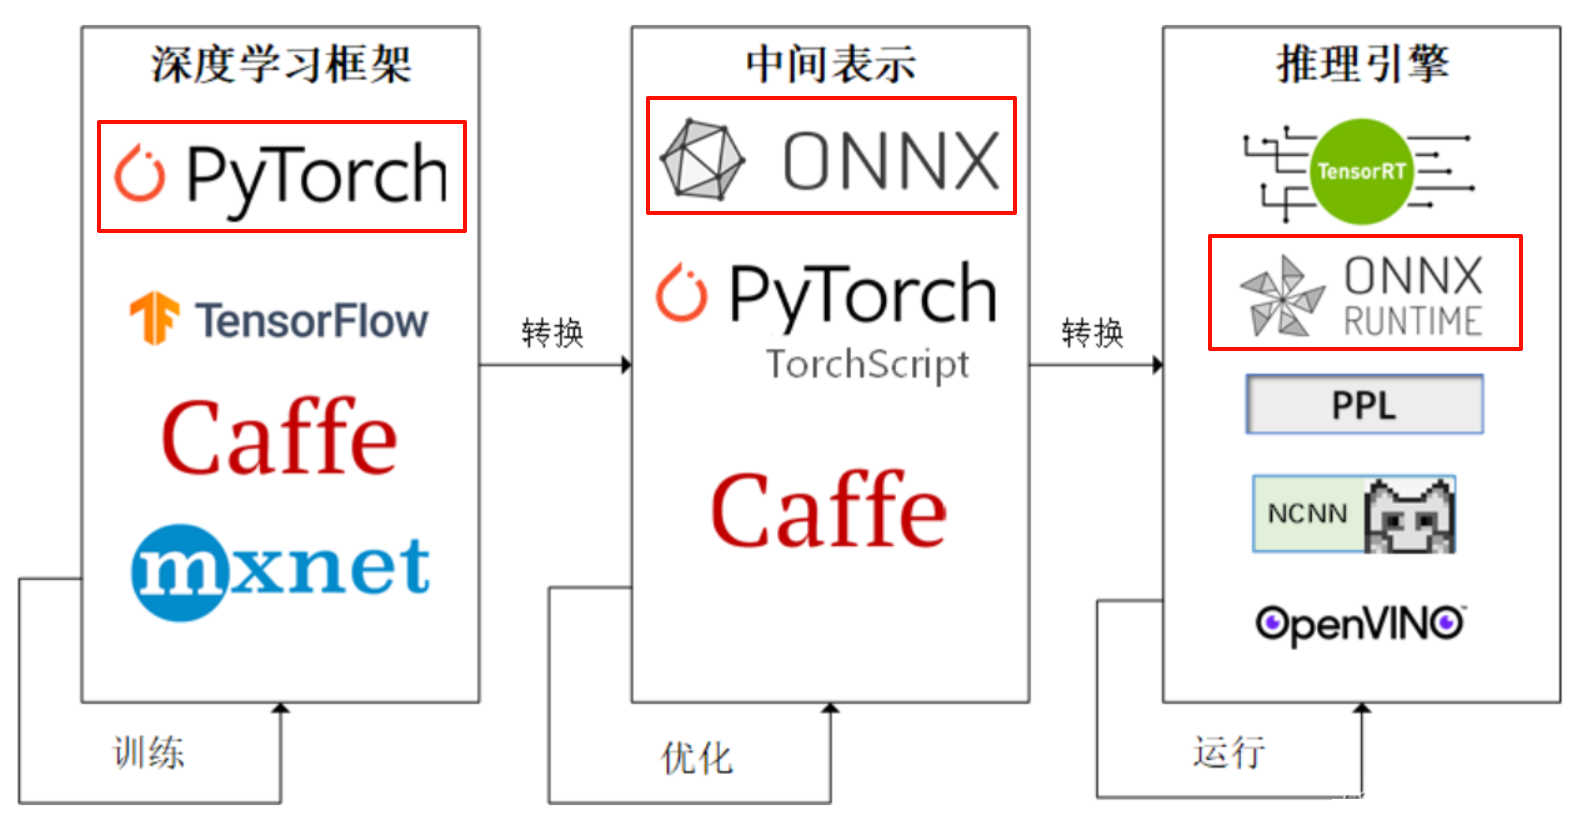 深度学习框架
PyTorch
TensorFlow
Caffe
mxnet
训练
转换
中间表示
ONNX
PyTorch
TorchScript
Caffe
优化
转换
推理引擎
TensorRT
ONNX
RUNTIME
PPL
NCNN
OpenVINO™
运行